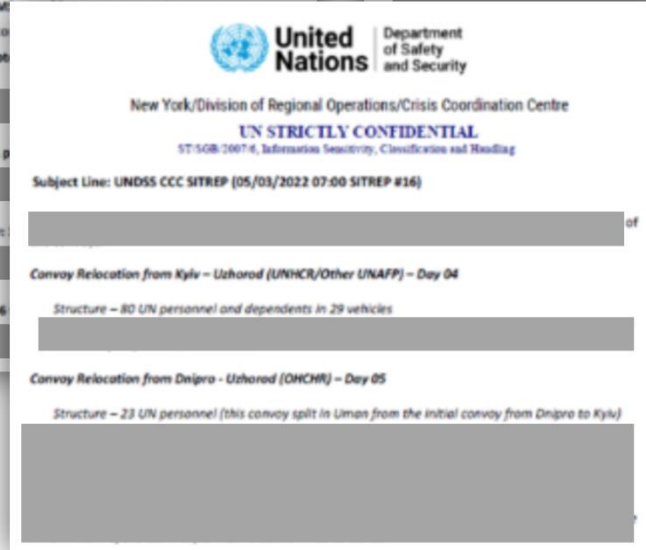 United Nations
Department of Safety and Security
New York/Division of Regional Operations/Crisis Coordination Centre
UN STRICTLY CONFIDENTIAL
ST/SGB/2007/6, Information Sensitivity, Classification and Handling
Subject Line: UNDSS CCC SITREP (05/03/2022 07:00 SITREP #16)
of
Convoy Relocation from Kyiv – Uzhorod (UNHCR/Other UNAFP) – Day 04
Structure – 80 UN personnel and dependents in 29 vehicles
Convoy Relocation from Dnipro - Uzhorod (OHCHR) – Day 05
Structure – 23 UN personnel (this convoy split in Uman from the initial convoy from Dnipro to Kyiv)